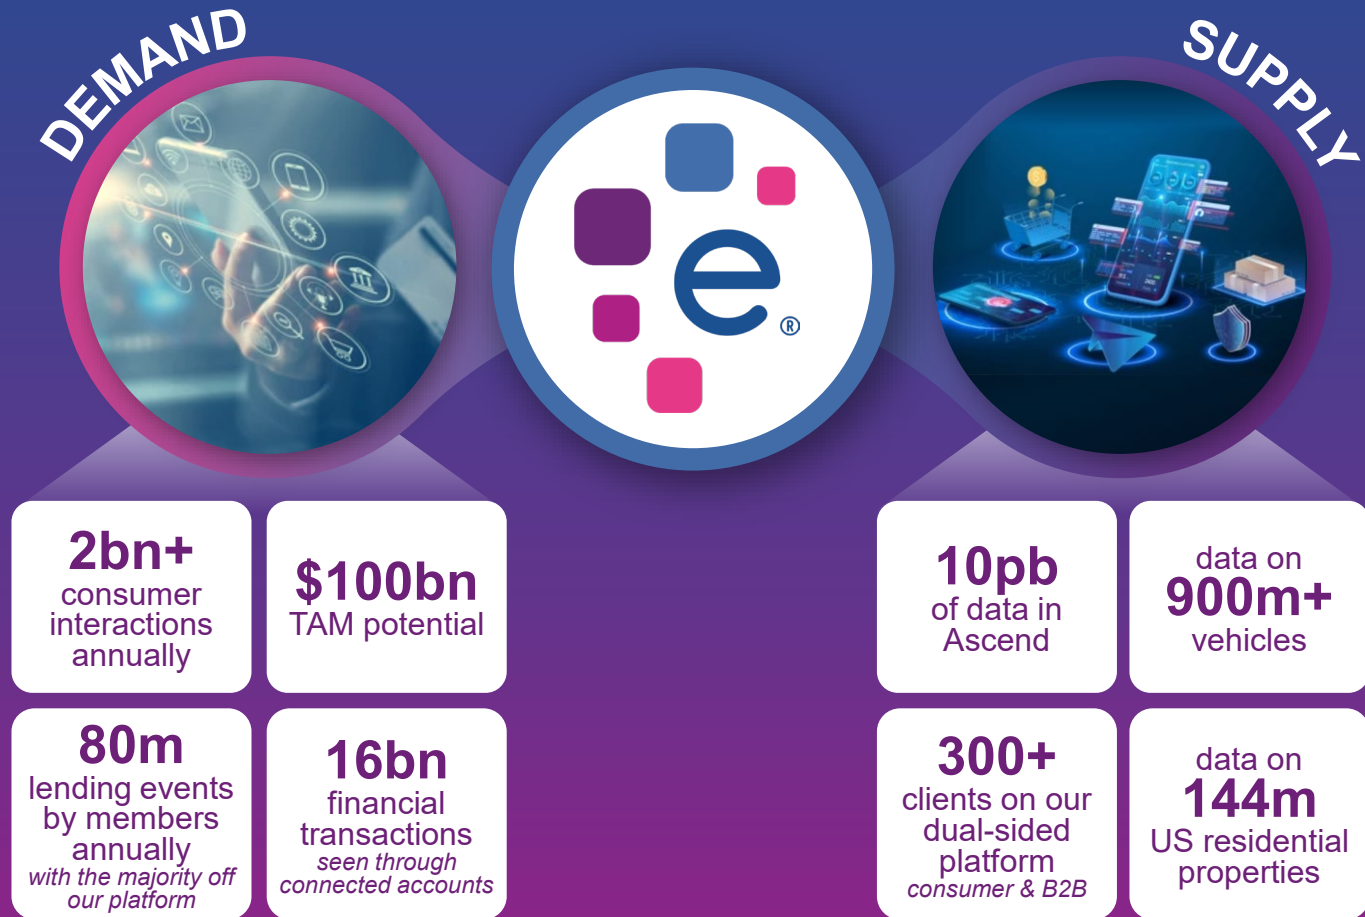 DEMAND
SUPPLY
e®
2bn+
consumer
interactions
annually
$100bn
TAM potential
80m
lending events
by members
annually
with the majority off
our platform
16bn
financial
transactions
seen through
connected accounts
10pb
of data in
Ascend
data on
900m+
vehicles
300+
clients on our
dual-sided
platform
consumer & B2B
data on
144m
US residential
properties